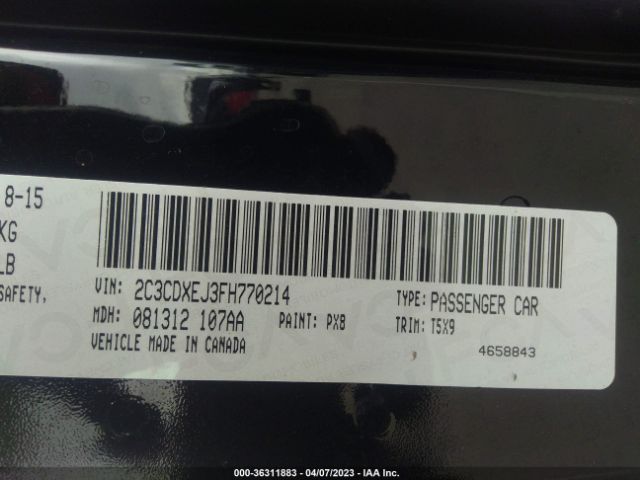 8-15
KG
LB
SAFETY,
VIN: 2C3CDXEJ3FH770214
TYPE: PASSENGER CAR
MDH: 081312 107AA
PAINT: PXB
TRIM: T5X9
VEHICLE MADE IN CANADA
4658843
000-36311883 - 04/07/2023 - IAA Inc.